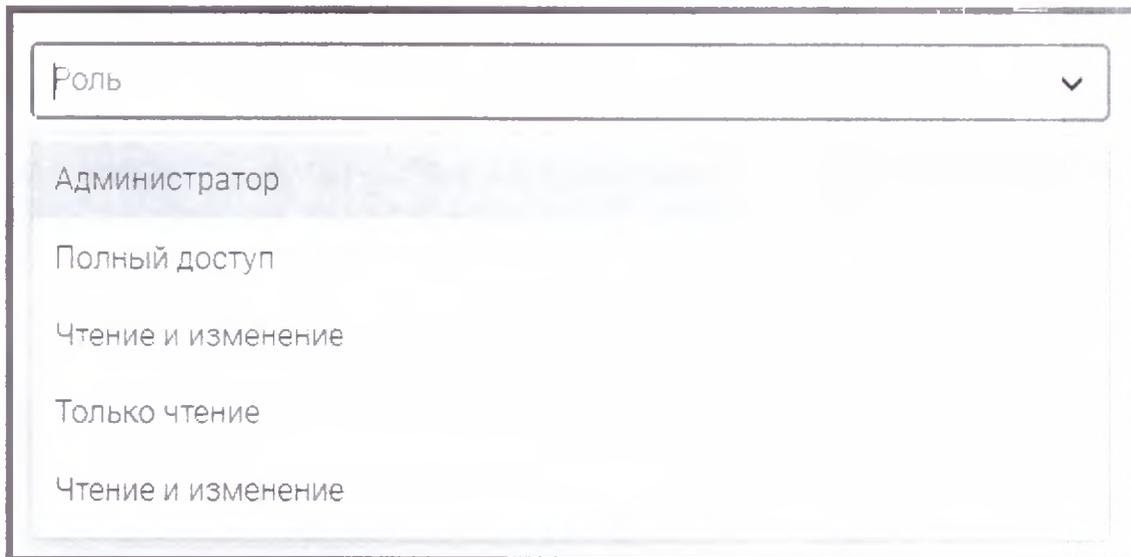 Роль
Администратор
Полный доступ
Чтение и изменение
Только чтение
Чтение и изменение